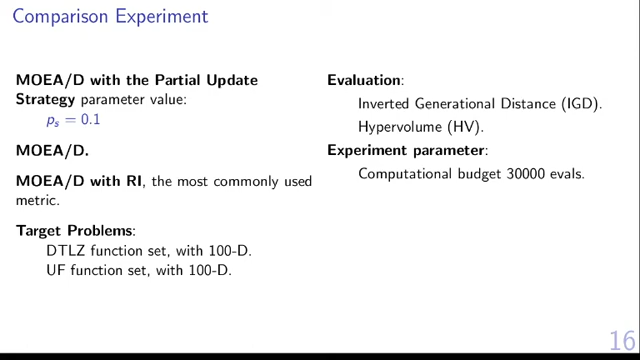 Comparison Experiment
MOEA/D with the Partial Update
Strategy parameter value:
pₛ = 0.1
MOEA/D.
MOEA/D with RI, the most commonly used
metric.
Target Problems:
DTLZ function set, with 100-D.
UF function set, with 100-D.
Evaluation:
Inverted Generational Distance (IGD).
Hypervolume (HV).
Experiment parameter:
Computational budget 30000 evals.
16